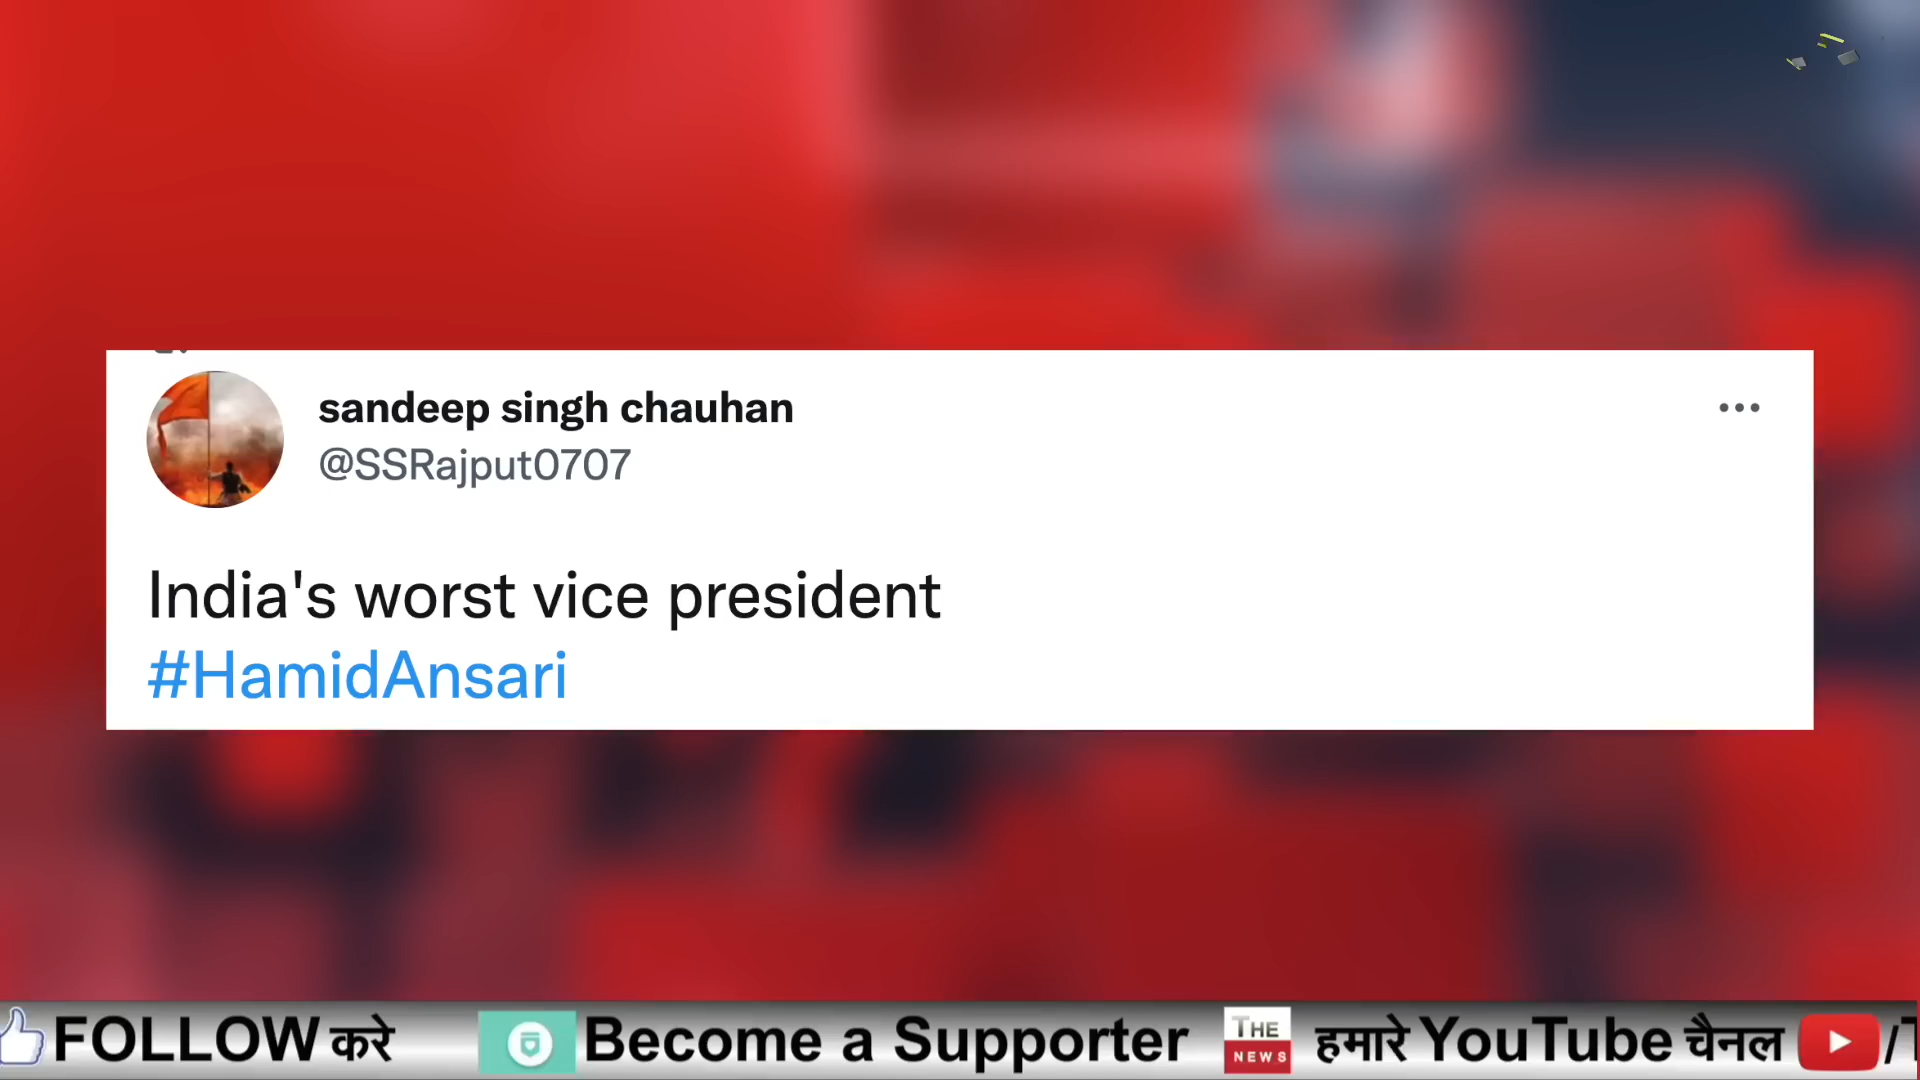 sandeep singh chauhan
@SSRajput0707
India's worst vice president
#HamidAnsari
FOLLOW करे Become a Supporter THE NEWS हमारे YouTube चैनल /